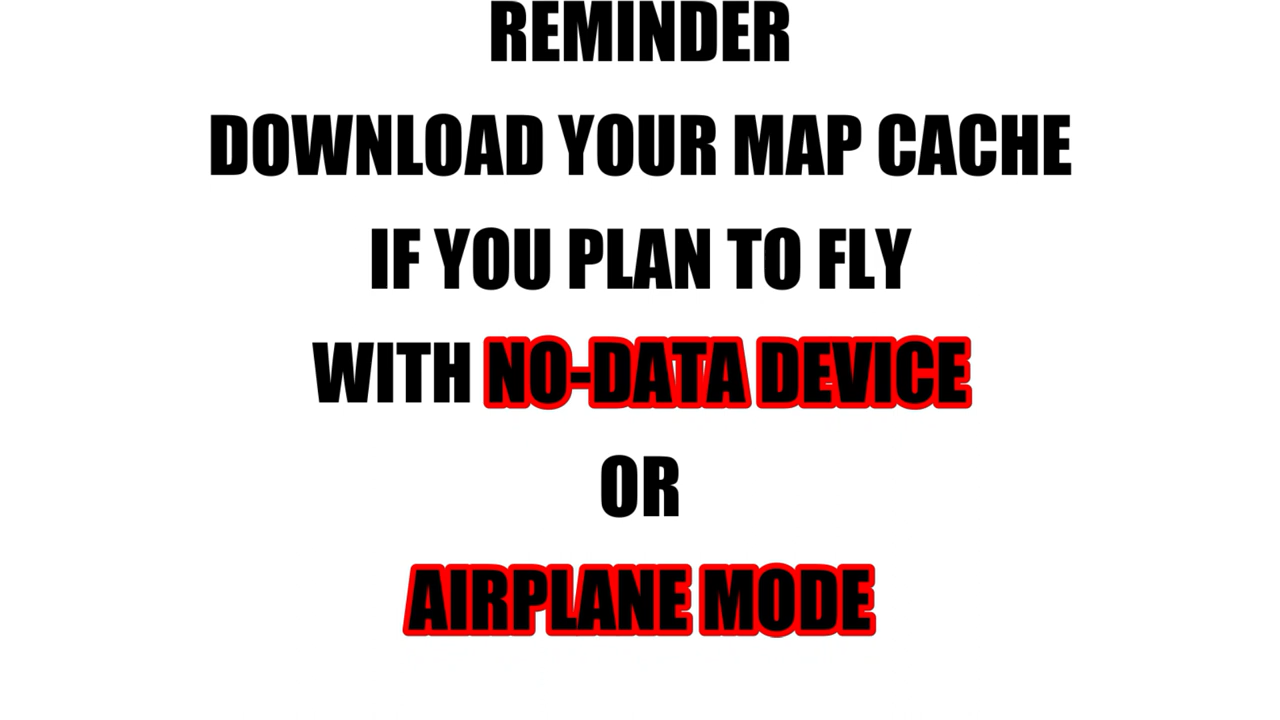 REMINDER
DOWNLOAD YOUR MAP CACHE
IF YOU PLAN TO FLY
WITH NO-DATA DEVICE
OR
AIRPLANE MODE